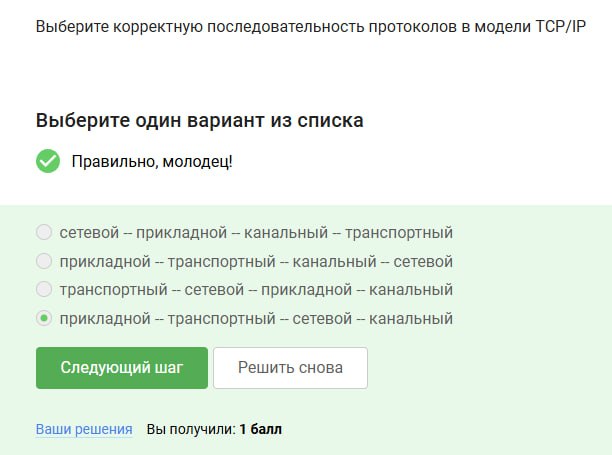 Выберите корректную последовательность протоколов в модели TCP/IP
Выберите один вариант из списка
Правильно, молодец!
сетевой -- прикладной -- канальный -- транспортный
прикладной -- транспортный -- канальный -- сетевой
транспортный -- сетевой -- прикладной -- канальный
прикладной -- транспортный -- сетевой -- канальный
Следующий шаг Решить снова
Ваши решения Вы получили: 1 балл